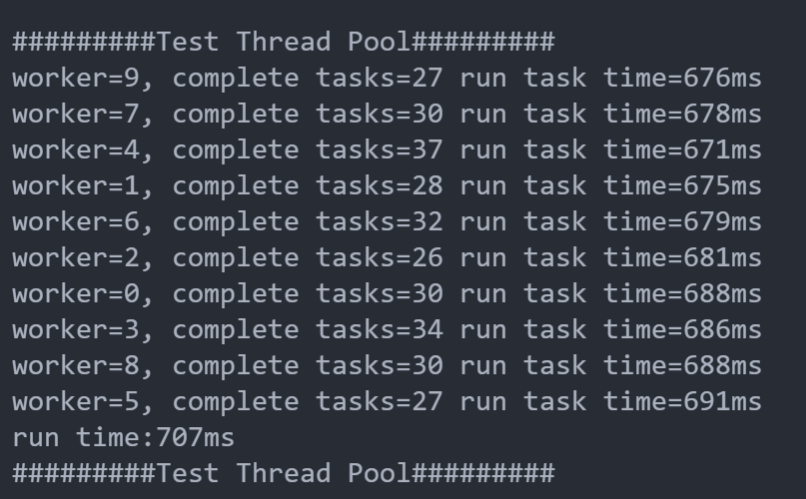 #########Test Thread Pool#########
worker=9, complete tasks=27 run task time=676ms
worker=7, complete tasks=30 run task time=678ms
worker=4, complete tasks=37 run task time=671ms
worker=1, complete tasks=28 run task time=675ms
worker=6, complete tasks=32 run task time=679ms
worker=2, complete tasks=26 run task time=681ms
worker=0, complete tasks=30 run task time=688ms
worker=3, complete tasks=34 run task time=686ms
worker=8, complete tasks=30 run task time=688ms
worker=5, complete tasks=27 run task time=691ms
run time:707ms
#########Test Thread Pool#########